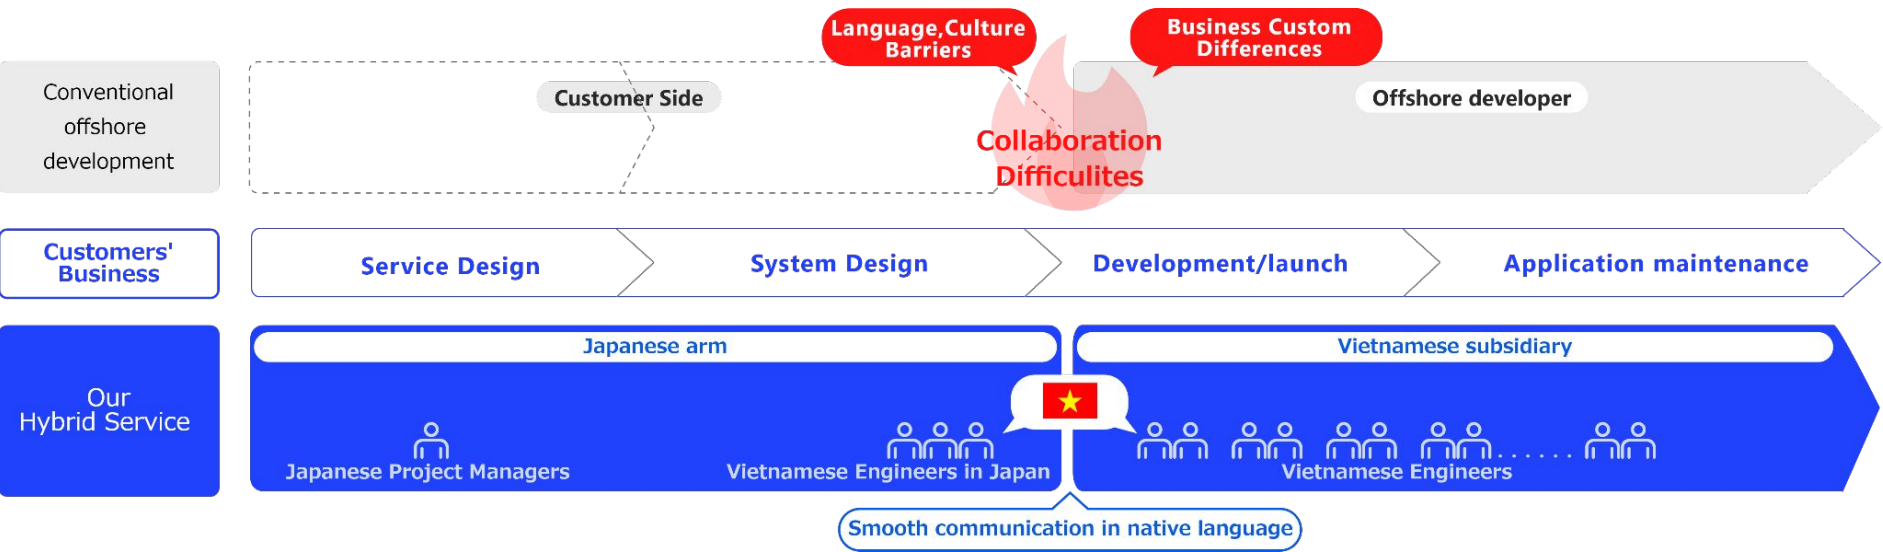 Language,Culture
Barriers
Business Custom
Differences
Conventional
offshore
development
Customer Side
Offshore developer
Collaboration
Difficulites
Customers'
Business
Service Design
System Design
Development/launch
Application maintenance
Our
Hybrid Service
Japanese arm
Vietnamese subsidiary
Japanese Project Managers
Vietnamese Engineers in Japan
......
Vietnamese Engineers
Smooth communication in native language